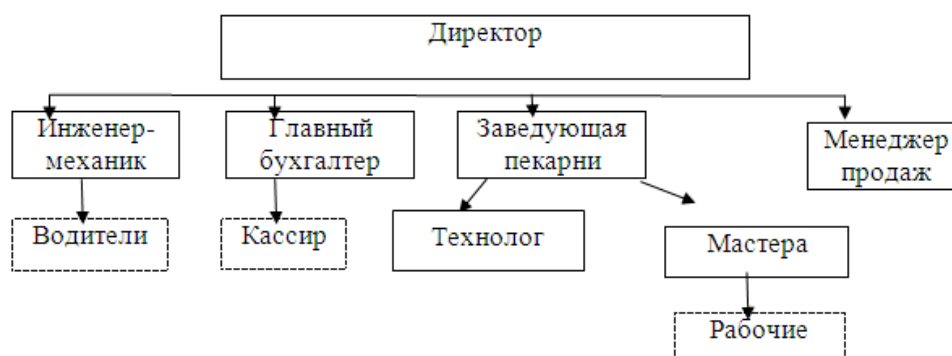 Директор
Инженер-
механик
Главный
бухгалтер
Заведующая
пекарни
Менеджер
продаж
Водители
Кассир
Технолог
Мастера
Рабочие